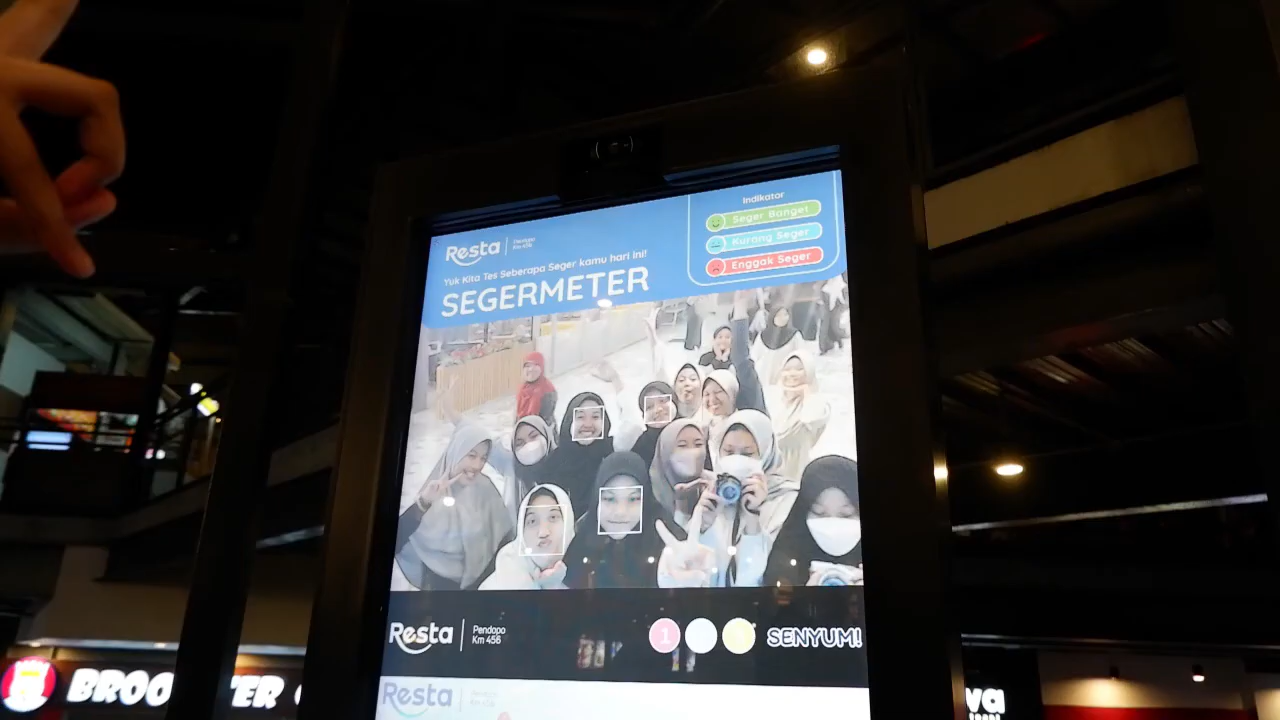 Resta | Pendopo
Km 456
Yuk Kita Tes Seberapa Seger kamu hari ini!
SEGERMETER
Indikator
Seger Banget
Kurang Seger
Enggak Seger
Resta | Pendopo
Km 456
1
SENYUM!
Resta